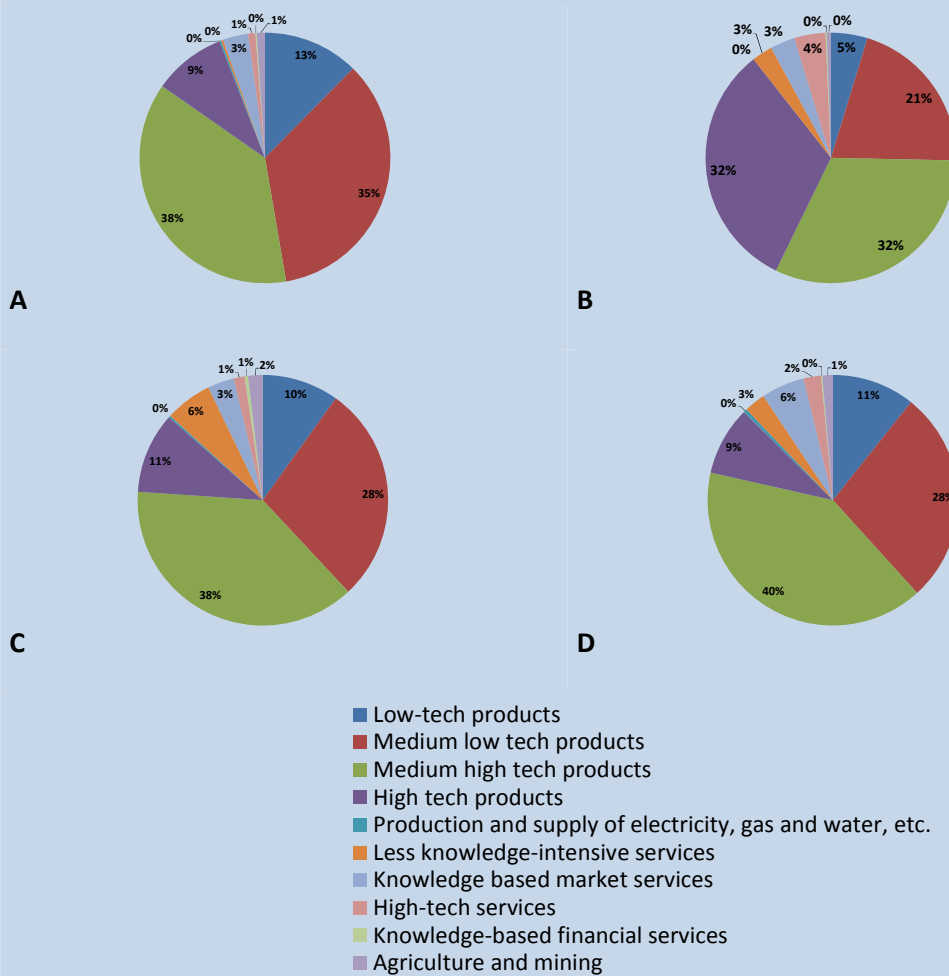 0%
0%
0%
1%
3%
1%
13%
35%
38%
9%
A
3%
0%
3%
4%
0%
0%
5%
21%
32%
32%
B
0%
6%
3%
1%
1%
2%
10%
28%
38%
11%
C
0%
3%
6%
2%
0%
1%
11%
28%
40%
9%
D
Low-tech products
Medium low tech products
Medium high tech products
High tech products
Production and supply of electricity, gas and water, etc.
Less knowledge-intensive services
Knowledge based market services
High-tech services
Knowledge-based financial services
Agriculture and mining